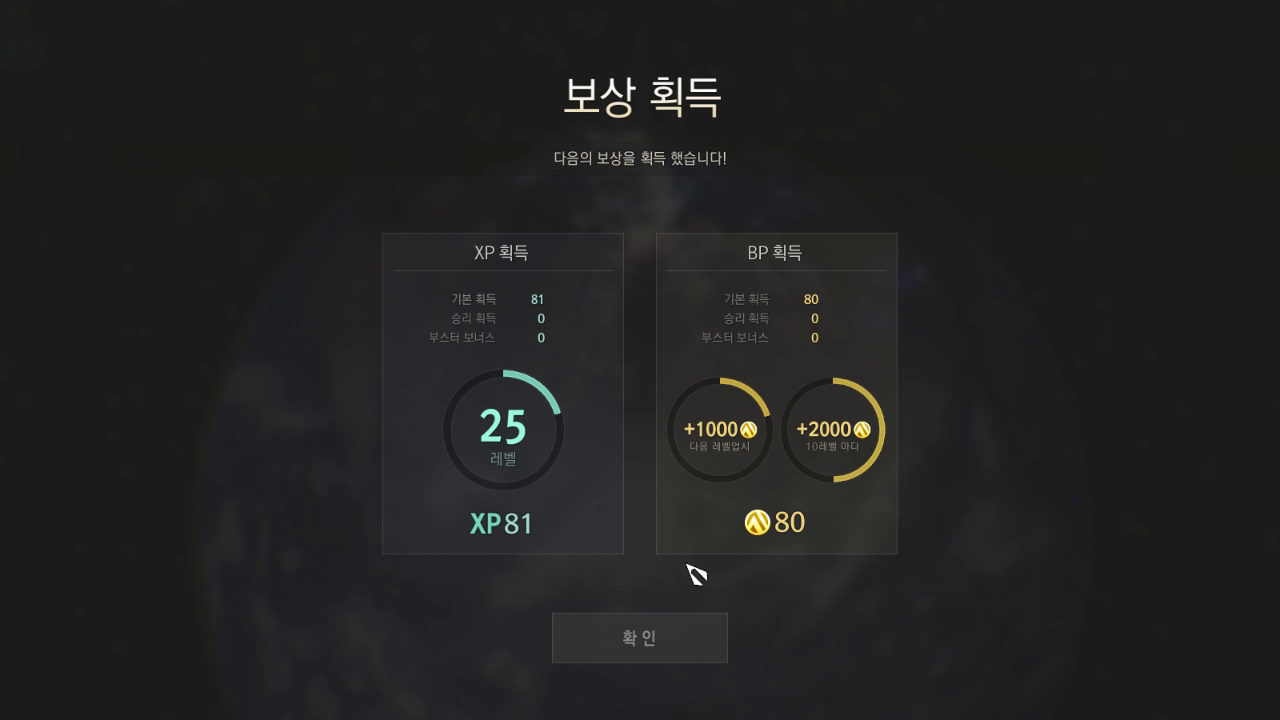 보상 획득
다음의 보상을 획득 했습니다!
XP 획득
기본 획득 81
승리 획득 0
부스터 보너스 0
25
레벨
XP 81
BP 획득
기본 획득 80
승리 획득 0
부스터 보너스 0
+1000
다음 레벨업시
+2000
10레벨 마다
80
확인